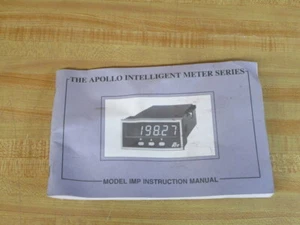 THE APOLLO INTELLIGENT METER SERIES
19827
MODEL IMP INSTRUCTION MANUAL